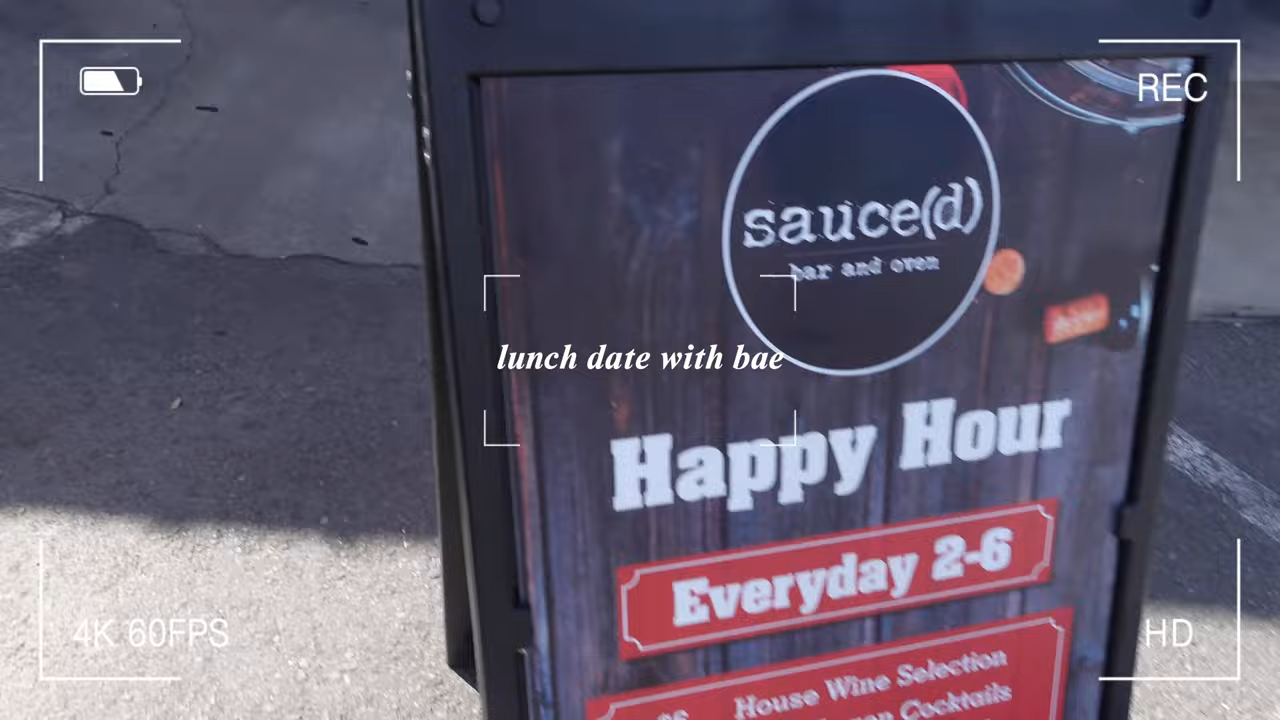 REC
sauce(d)
bar and oven
lunch date with bae
Happy Hour
Everyday 2-6
4K 60FPS
HD
House Wine Selection
Cocktails